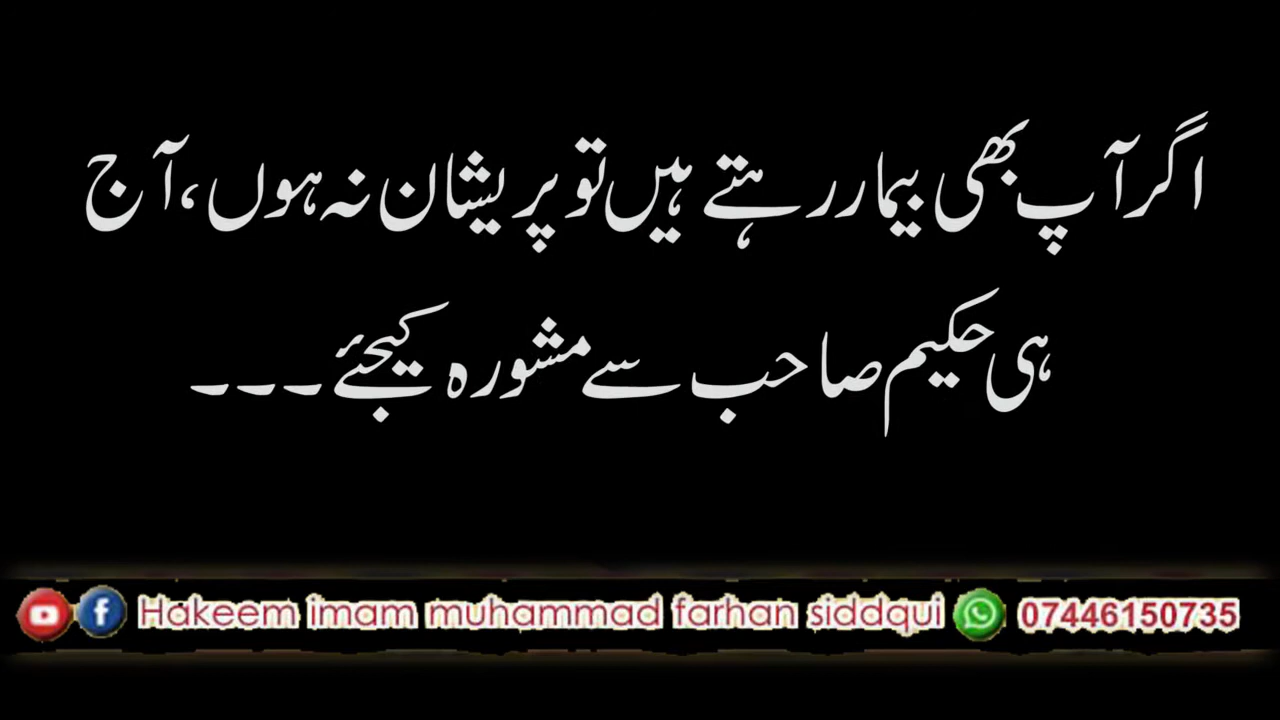 اگر آپ بھی بیمار رہتے ہیں تو پریشان نہ ہوں، آج
ہی حکیم صاحب سے مشورہ کیجئے۔۔۔
Hakeem imam muhammad farhan siddqui 07446150735